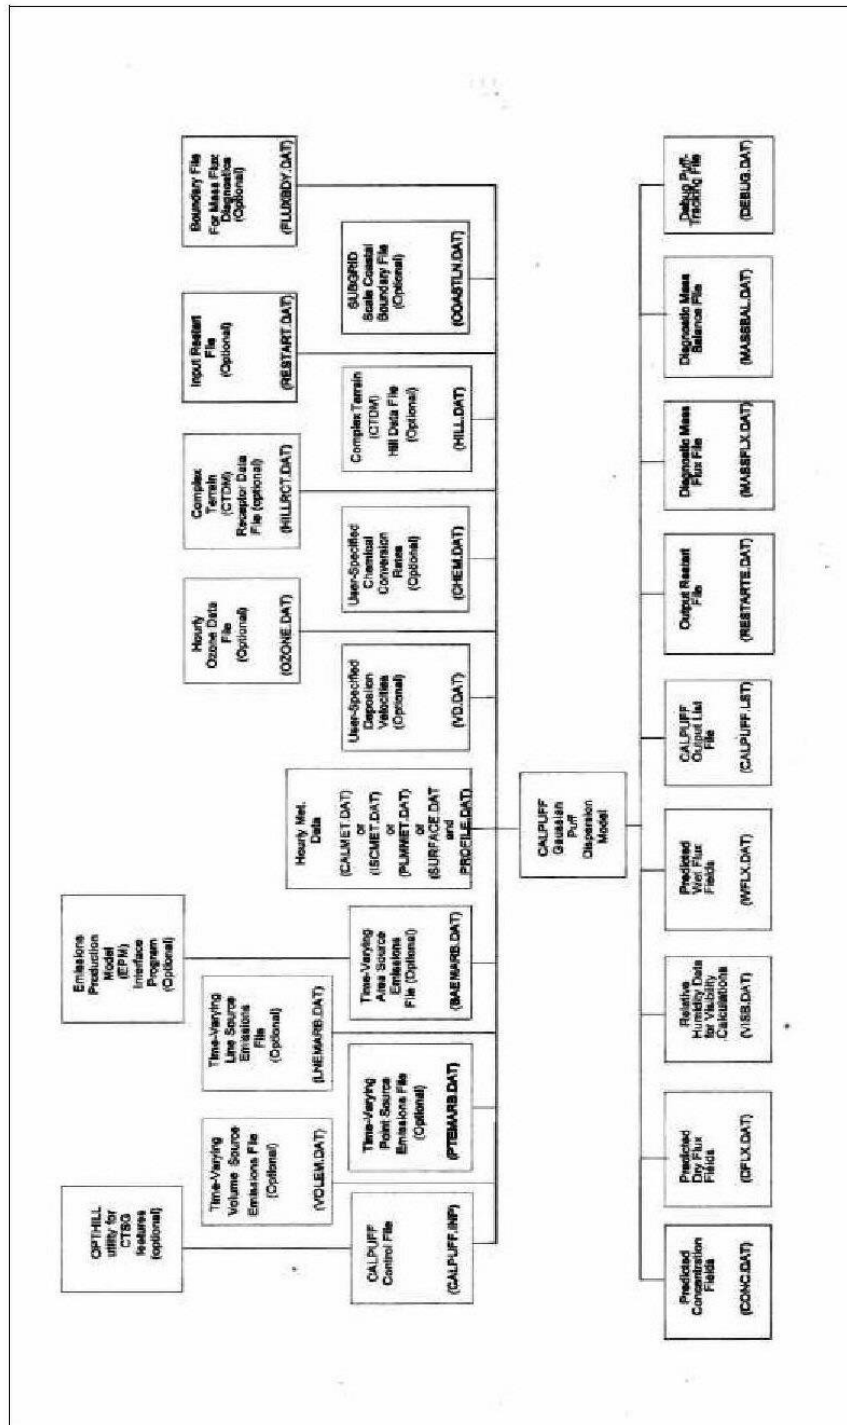 OPTHILL
utility for
CTSG
features
(optional)
Emissions
Production
Model
(EPM)
Interface
Program
(Optional)
Time-Varying
Volume Source
Emissions File
(Optional)
(VOLEM.DAT)
Time-Varying
Line Source
Emissions
File
(Optional)
(LNEMARB.DAT)
Hourly
Ozone Data
File
(Optional)
(OZONE.DAT)
Complex
Terrain
(CTDM)
Receptor Data
File (optional)
(HILLRCT.DAT)
Input Restart
File
(Optional)
(RESTART.DAT)
Boundary File
For Mass Flux
Diagnostics
(Optional)
(FLUXBDY.DAT)
CALPUFF
Control File
(CALPUFF.INP)
Time-Varying
Point Source
Emissions File
(Optional)
(PTEMARB.DAT)
Time-Varying
Area Source
Emissions
File (Optional)
(BAEMARB.DAT)
Hourly Met.
Data
(CALMET.DAT)
or
(ISCMET.DAT)
or
(PLMMET.DAT)
or
(SURFACE.DAT
and
PROFILE.DAT)
User-Specified
Deposition
Velocities
(Optional)
(VD.DAT)
User-Specified
Chemical
Conversion
Rates
(Optional)
(CHEM.DAT)
Complex Terrain
(CTDM)
Hill Data File
(Optional)
(HILL.DAT)
SUBGRID
Scale Coastal
Boundary File
(Optional)
(COASTLN.DAT)
CALPUFF
Gaussian
Puff
Dispersion
Model
Predicted
Concentration
Fields
(CONC.DAT)
Predicted
Dry Flux
Fields
(DFLX.DAT)
Relative
Humidity Data
for Visibility
Calculations
(VISB.DAT)
Predicted
Wet Flux
Fields
(WFLX.DAT)
CALPUFF
Output List
File
(CALPUFF.LST)
Output Restart
File
(RESTARTE.DAT)
Diagnostic Mass
Flux File
(MASSFLX.DAT)
Diagnostic Mass
Balance File
(MASSBAL.DAT)
Debug Puff-
Tracking File
(DEBUG.DAT)